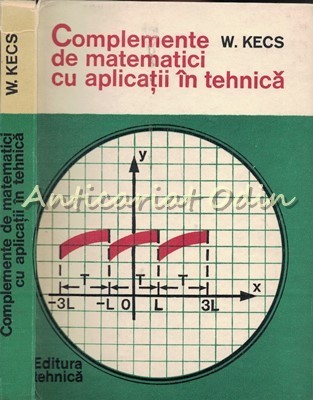 W. KECS
Complemente de matematici
cu aplicații în tehnică
Complemente W. KECS
de matematici
cu aplicații în tehnică
Anticariat Odin
y
T T T
-3L -L 0 L 3L x
Editura
tehnică